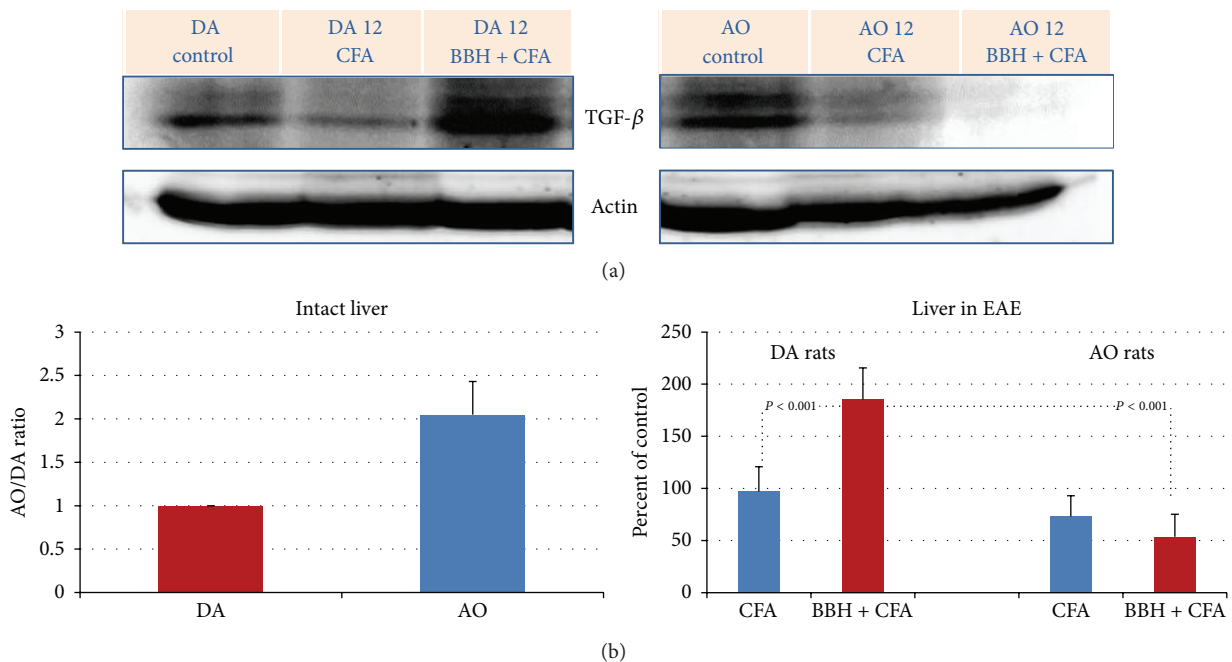 DA
control
DA 12
CFA
DA 12
BBH + CFA
AO
control
AO 12
CFA
AO 12
BBH + CFA
TGF-β
Actin
(a)
Intact liver
AO/DA ratio
3
2.5
2
1.5
1
0.5
0
DA
AO
Liver in EAE
Percent of control
250
200
150
100
50
0
DA rats
AO rats
P < 0.001
P < 0.001
CFA
BBH + CFA
CFA
BBH + CFA
(b)